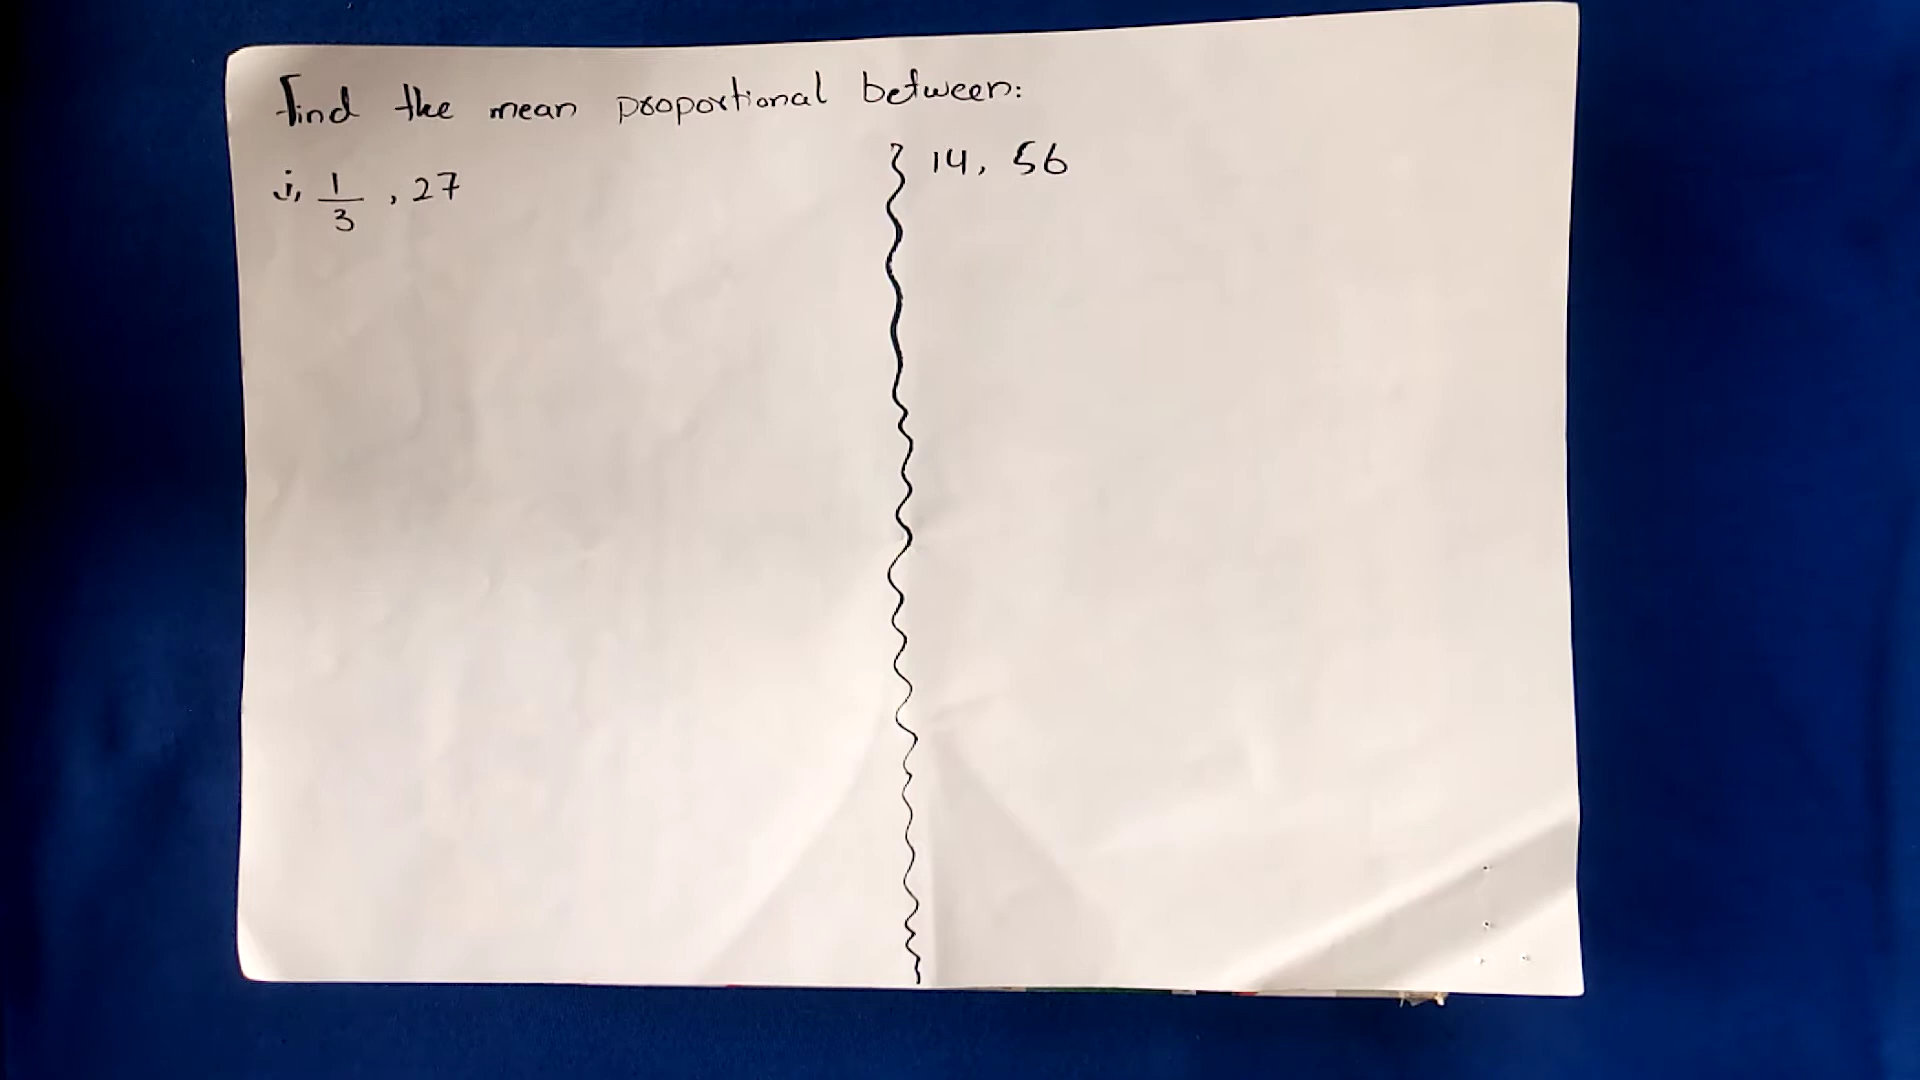 Find the mean proportional between:
i, 1/3, 27
14, 56